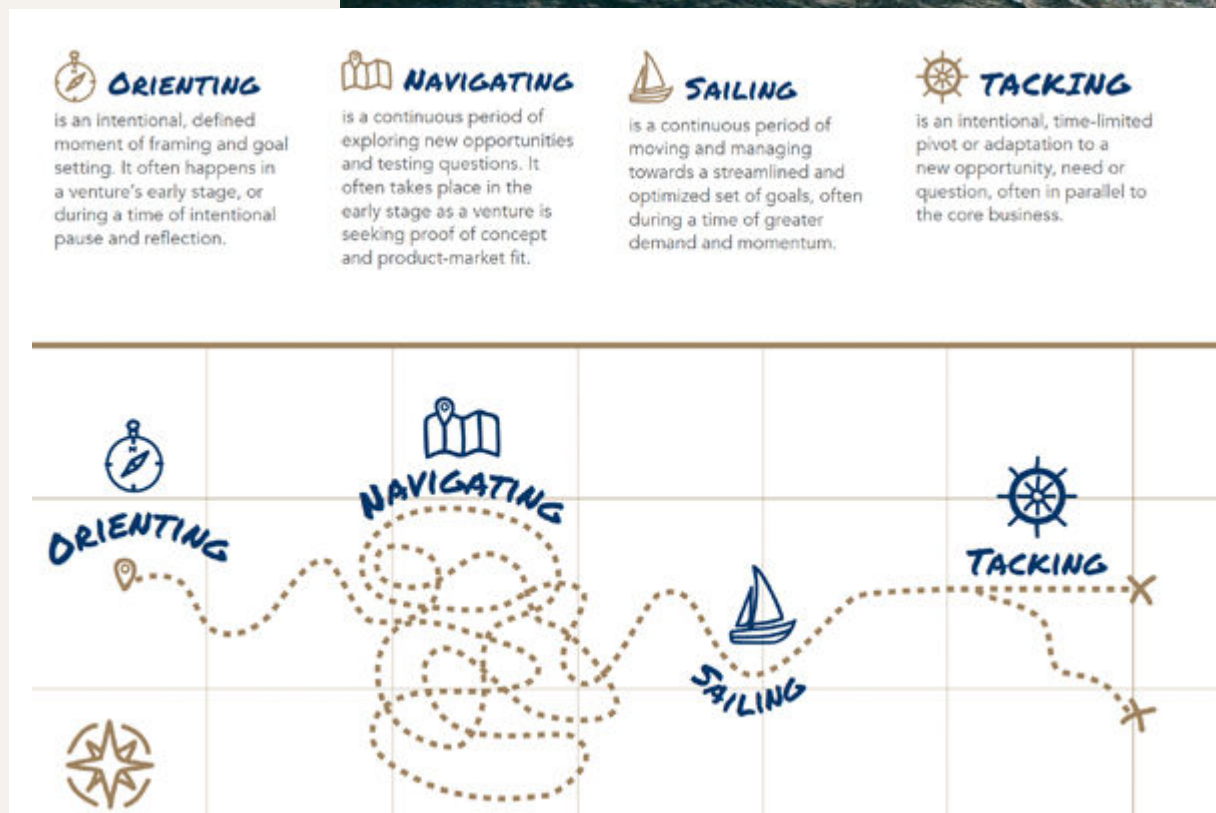 ORIENTING
is an intentional, defined
moment of framing and goal
setting. It often happens in
a venture's early stage, or
during a time of intentional
pause and reflection.
NAVIGATING
is a continuous period of
exploring new opportunities
and testing questions. It
often takes place in the
early stage as a venture is
seeking proof of concept
and product-market fit.
SAILING
is a continuous period of
moving and managing
towards a streamlined and
optimized set of goals, often
during a time of greater
demand and momentum.
TACKING
is an intentional, time-limited
pivot or adaptation to a
new opportunity, need or
question, often in parallel to
the core business.
N
ORIENTING
NAVIGATING
SAILING
TACKING